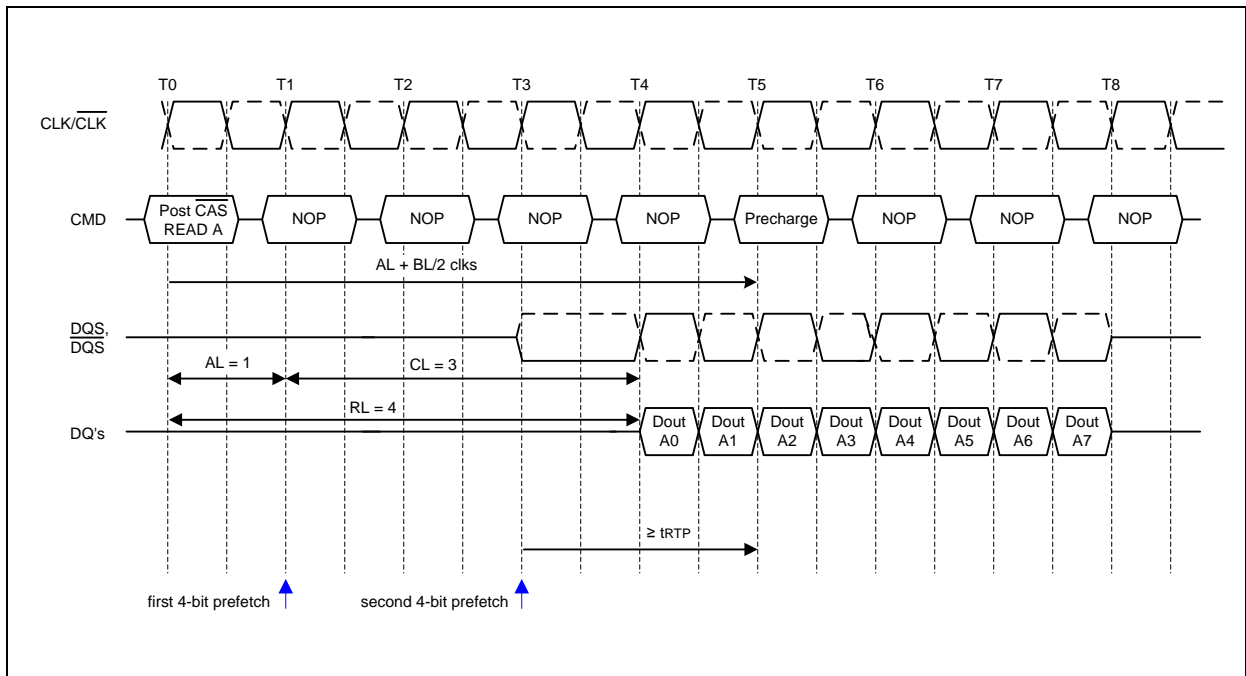 T0 T1 T2 T3 T4 T5 T6 T7 T8
CLK/CLK
CMD
Post CAS
READ A
NOP NOP NOP NOP Precharge NOP NOP NOP
AL + BL/2 clks
DQS,
DQS
AL = 1 CL = 3
RL = 4
DQ's
Dout Dout Dout Dout Dout Dout Dout Dout
A0 A1 A2 A3 A4 A5 A6 A7
≥ tRTP
first 4-bit prefetch second 4-bit prefetch